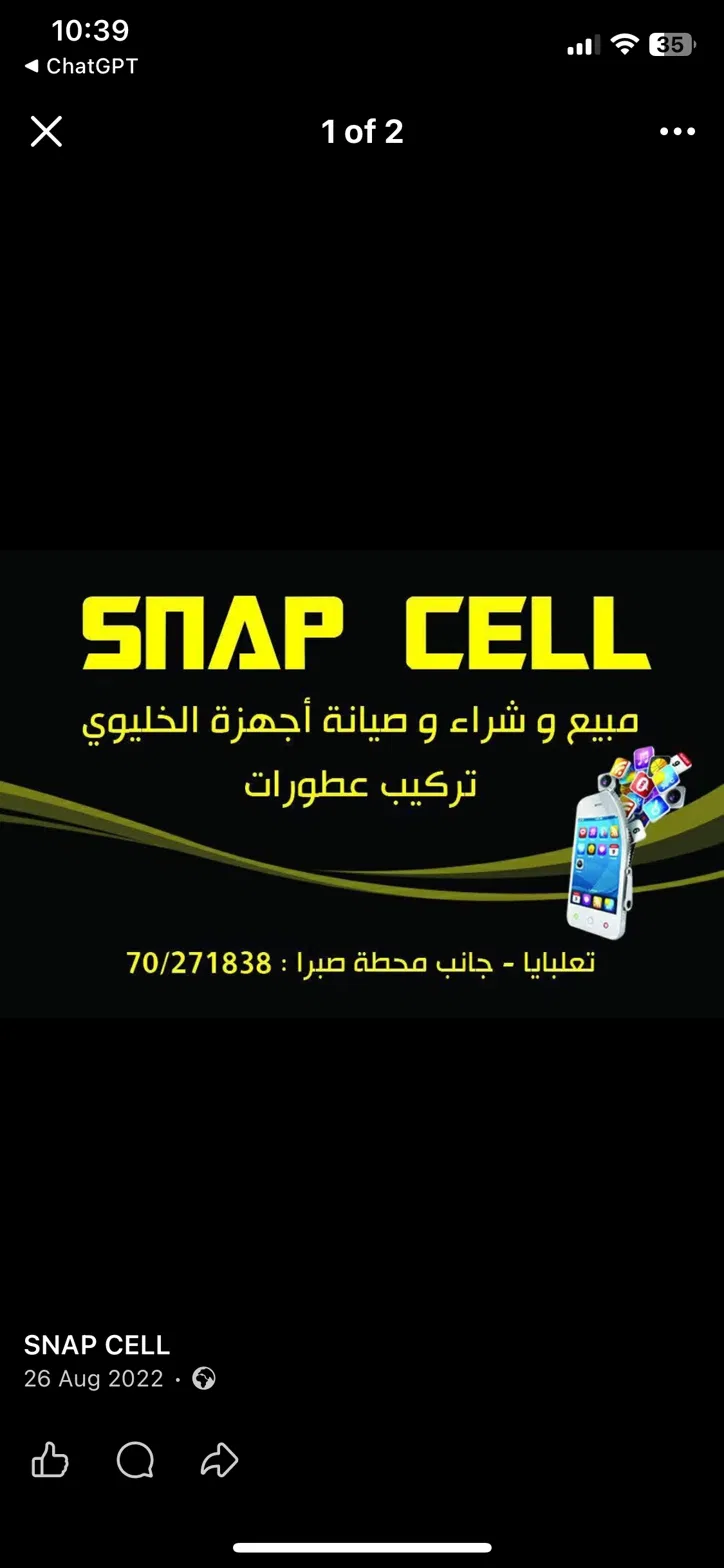 10:39
35
◀ ChatGPT
1 of 2
SNAP CELL
مبيع و شراء و صيانة أجهزة الخليوي
تركيب عطورات
تعلبايا - جانب محطة صبرا : 70/271838
SNAP CELL
26 Aug 2022 ·